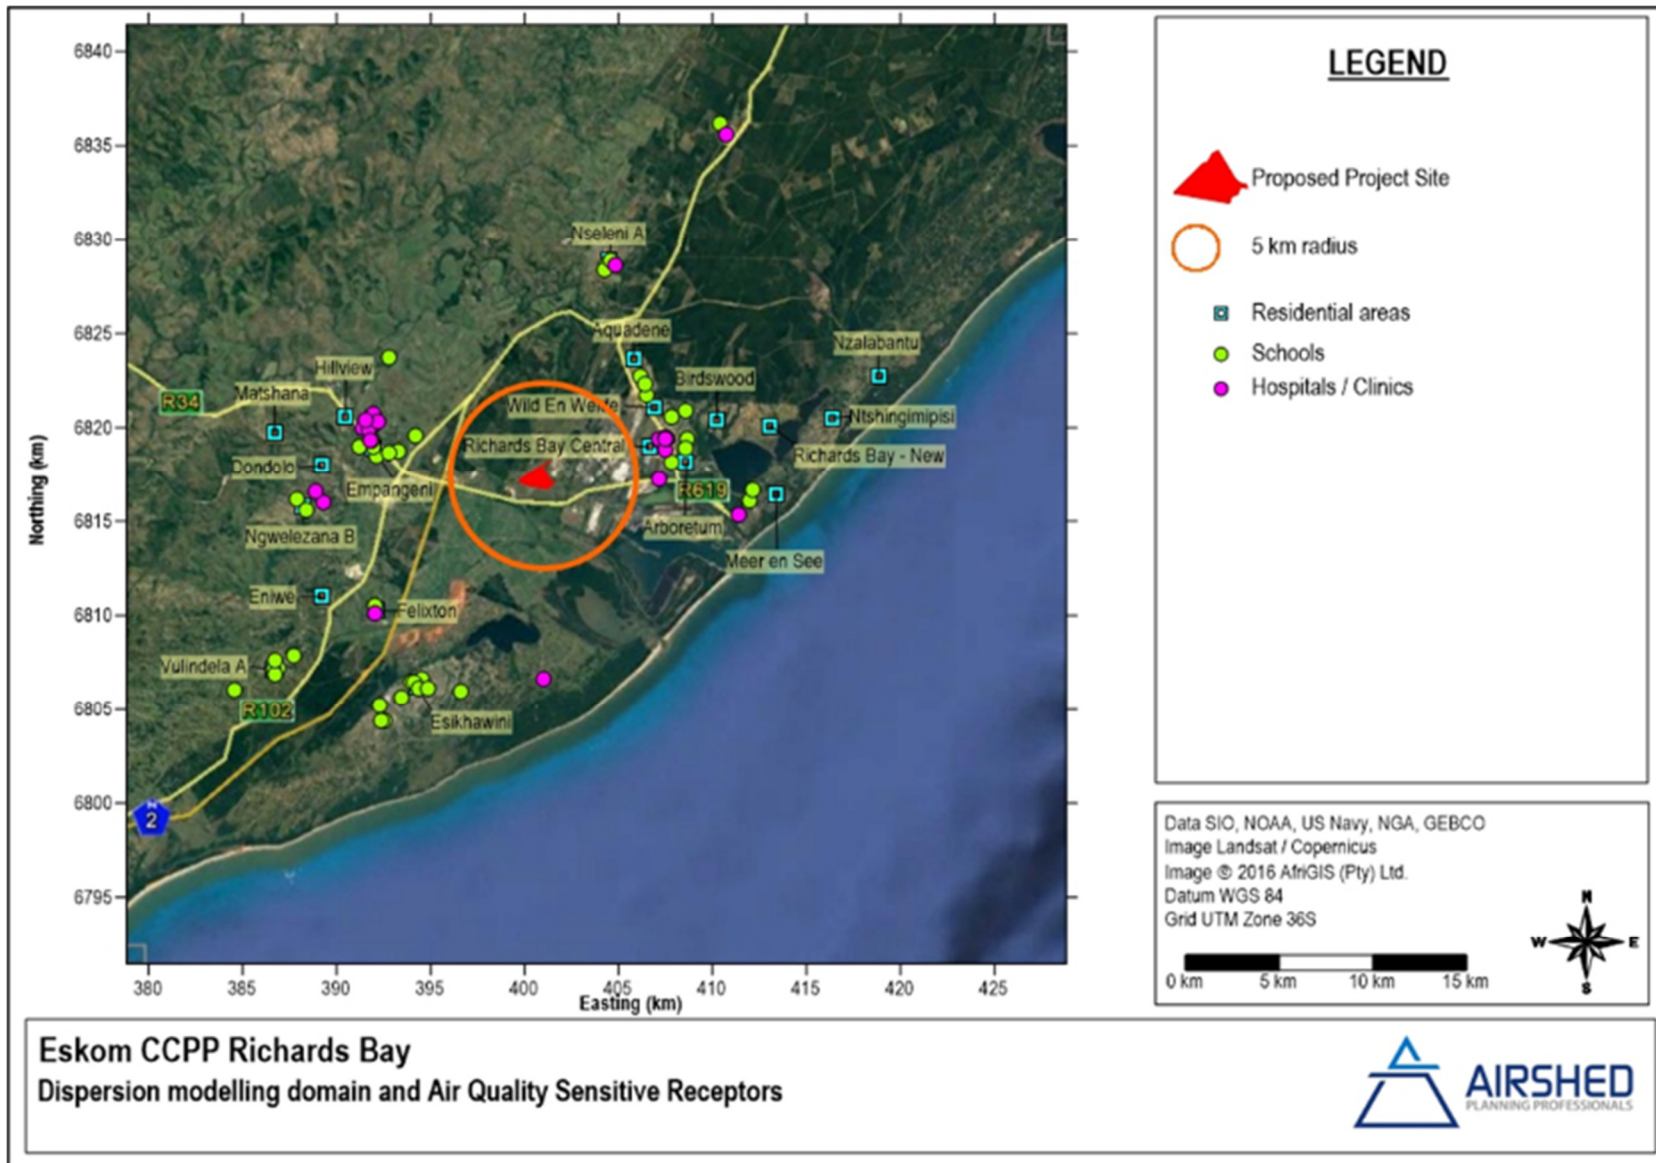 6840
6835
6830
6825
6820
6815
6810
6805
6800
6795
Northing (km)
380
385
390
395
400
405
410
415
420
425
Easting (km)
Nseleni A
Aquadene
Nzalabantu
Hillview
Matshana
Birdswood
R34
Wild En Weide
Ntshingimipisi
Richards Bay Central
Richards Bay - New
Dondolo
Empangeni
R619
Arboretum
Ngwelezana B
Meer en See
Eniwe
Felixton
Vulindela A
R102
Esikhawini
N
2
LEGEND
Proposed Project Site
5 km radius
Residential areas
Schools
Hospitals / Clinics
Data SIO, NOAA, US Navy, NGA, GEBCO
Image Landsat / Copernicus
Image © 2016 AfriGIS (Pty) Ltd.
Datum WGS 84
Grid UTM Zone 36S
N
W E
S
0 km 5 km 10 km 15 km
Eskom CCPP Richards Bay
Dispersion modelling domain and Air Quality Sensitive Receptors
AIRSHED
PLANNING PROFESSIONALS